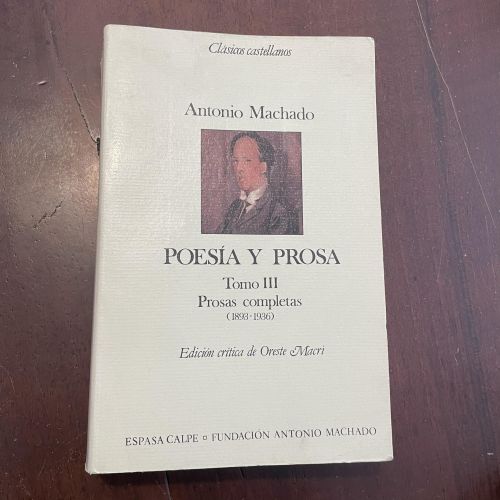 Clásicos castellanos
Antonio Machado
POESÍA Y PROSA
Tomo III
Prosas completas
(1893-1936)
Edición crítica de Oreste Macrì
ESPASA CALPE ¤ FUNDACIÓN ANTONIO MACHADO